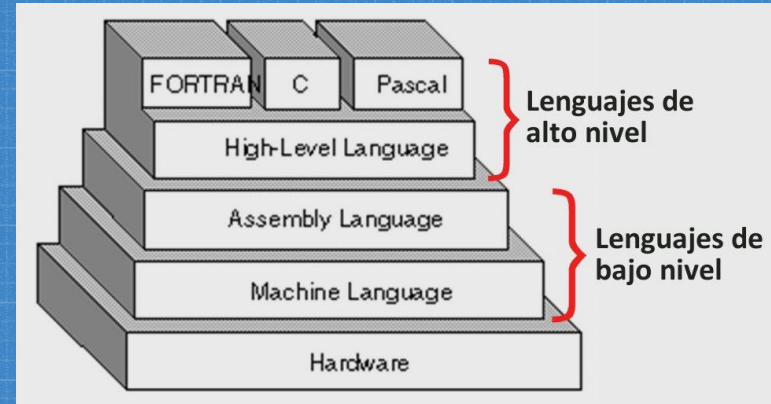 FORTRAN C Pascal
High-Level Language
Lenguajes de
alto nivel
Assembly Language
Machine Language
Lenguajes de
bajo nivel
Hardware